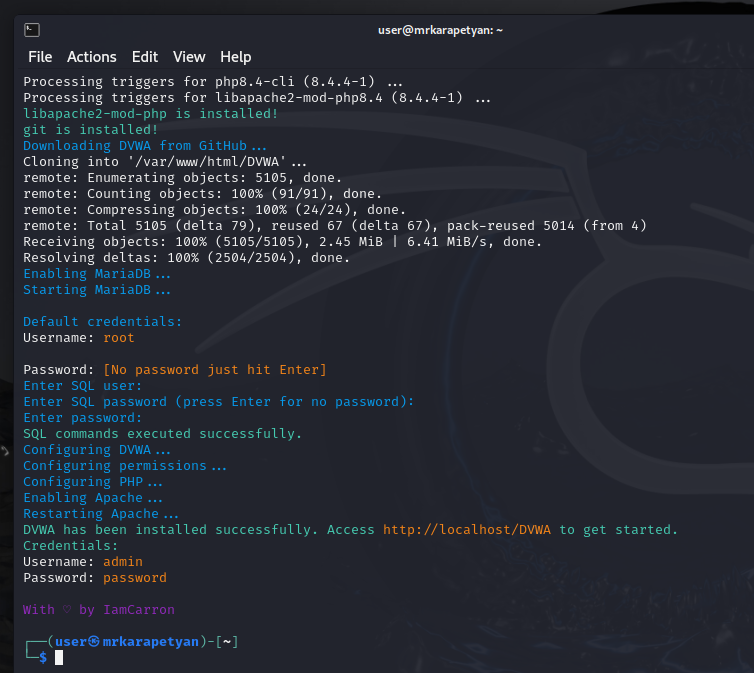 user@mrkarapetyan: ~
File Actions Edit View Help
Processing triggers for php8.4-cli (8.4.4-1) ...
Processing triggers for libapache2-mod-php8.4 (8.4.4-1) ...
libapache2-mod-php is installed!
git is installed!
Downloading DVWA from GitHub...
Cloning into '/var/www/html/DVWA'...
remote: Enumerating objects: 5105, done.
remote: Counting objects: 100% (91/91), done.
remote: Compressing objects: 100% (24/24), done.
remote: Total 5105 (delta 79), reused 67 (delta 67), pack-reused 5014 (from 4)
Receiving objects: 100% (5105/5105), 2.45 MiB | 6.41 MiB/s, done.
Resolving deltas: 100% (2504/2504), done.
Enabling MariaDB...
Starting MariaDB...
Default credentials:
Username: root
Password: [No password just hit Enter]
Enter SQL user:
Enter SQL password (press Enter for no password):
Enter password:
SQL commands executed successfully.
Configuring DVWA...
Configuring permissions...
Configuring PHP...
Enabling Apache...
Restarting Apache...
DVWA has been installed successfully. Access http://localhost/DVWA to get started.
Credentials:
Username: admin
Password: password
With ♡ by IamCarron
┌──(user㉿mrkarapetyan)-[~]
└─$